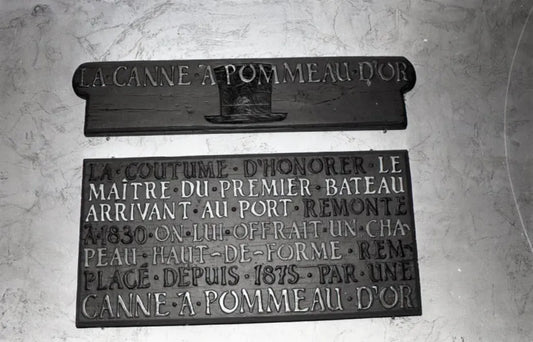 LA·CANNE·À·POMMEAU·D'OR
LA·COUTUME·D'HONORER·LE
MAÎTRE·DU·PREMIER·BATEAU
ARRIVANT·AU·PORT·REMONTE
À·1830·ON·LUI·OFFRAIT·UN·CHA-
PEAU·HAUT-DE-FORME·REM-
PLACÉ·DEPUIS·1875·PAR·UNE
CANNE·À·POMMEAU·D'OR